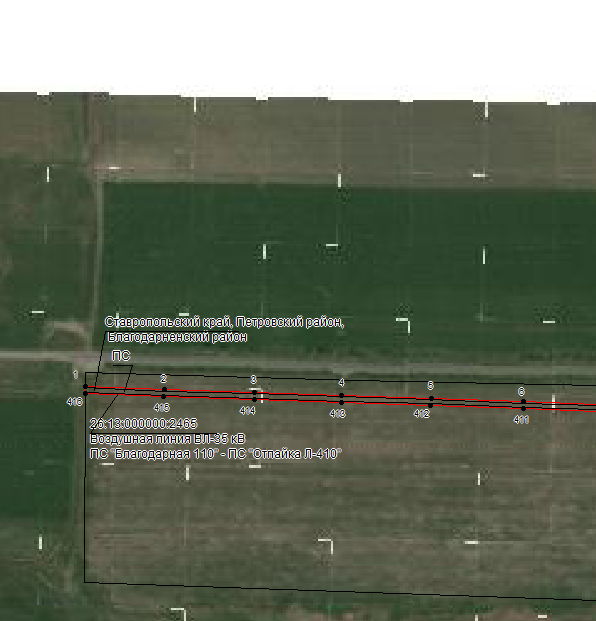 Ставропольский край, Петровский район,
Благодарненский район
ПС
1
2
3
4
5
6
416
415
414
413
412
411
26:13:000000:2465
Воздушная линия ВЛ-35 кВ
ПС "Благодарная 110" - ПС "Отпайка Л-410"